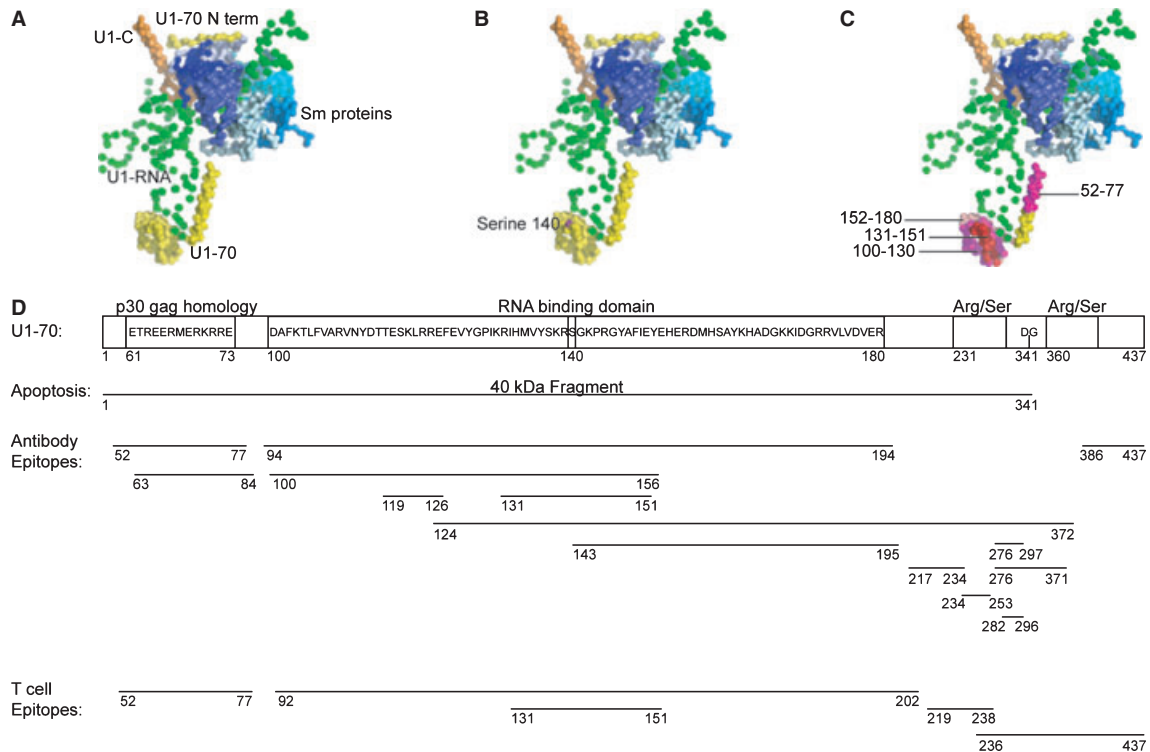 A
U1-70 N term
U1-C
Sm proteins
U1-RNA
U1-70
B
Serine 140
C
52-77
152-180
131-151
100-130
D
p30 gag homology RNA binding domain Arg/Ser Arg/Ser
U1-70: ETREERMERKRRE DAFKTLFVARVNYDTTESKLRREFEVYGPIKRIHMVYSKRSGKPRGYAFIEYEHERDMHSAYKHADGKKIDGRRVLVDVER DG
1 61 73 100 140 180 231 341 360 437
Apoptosis: 40 kDa Fragment
1 341
Antibody
Epitopes: 52 77 94 194 386 437
63 84 100 156
119 126 131 151
124 372
143 195 276 297
217 234 276 371
234 253
282 296
T cell
Epitopes: 52 77 92 202
131 151 219 238
236 437